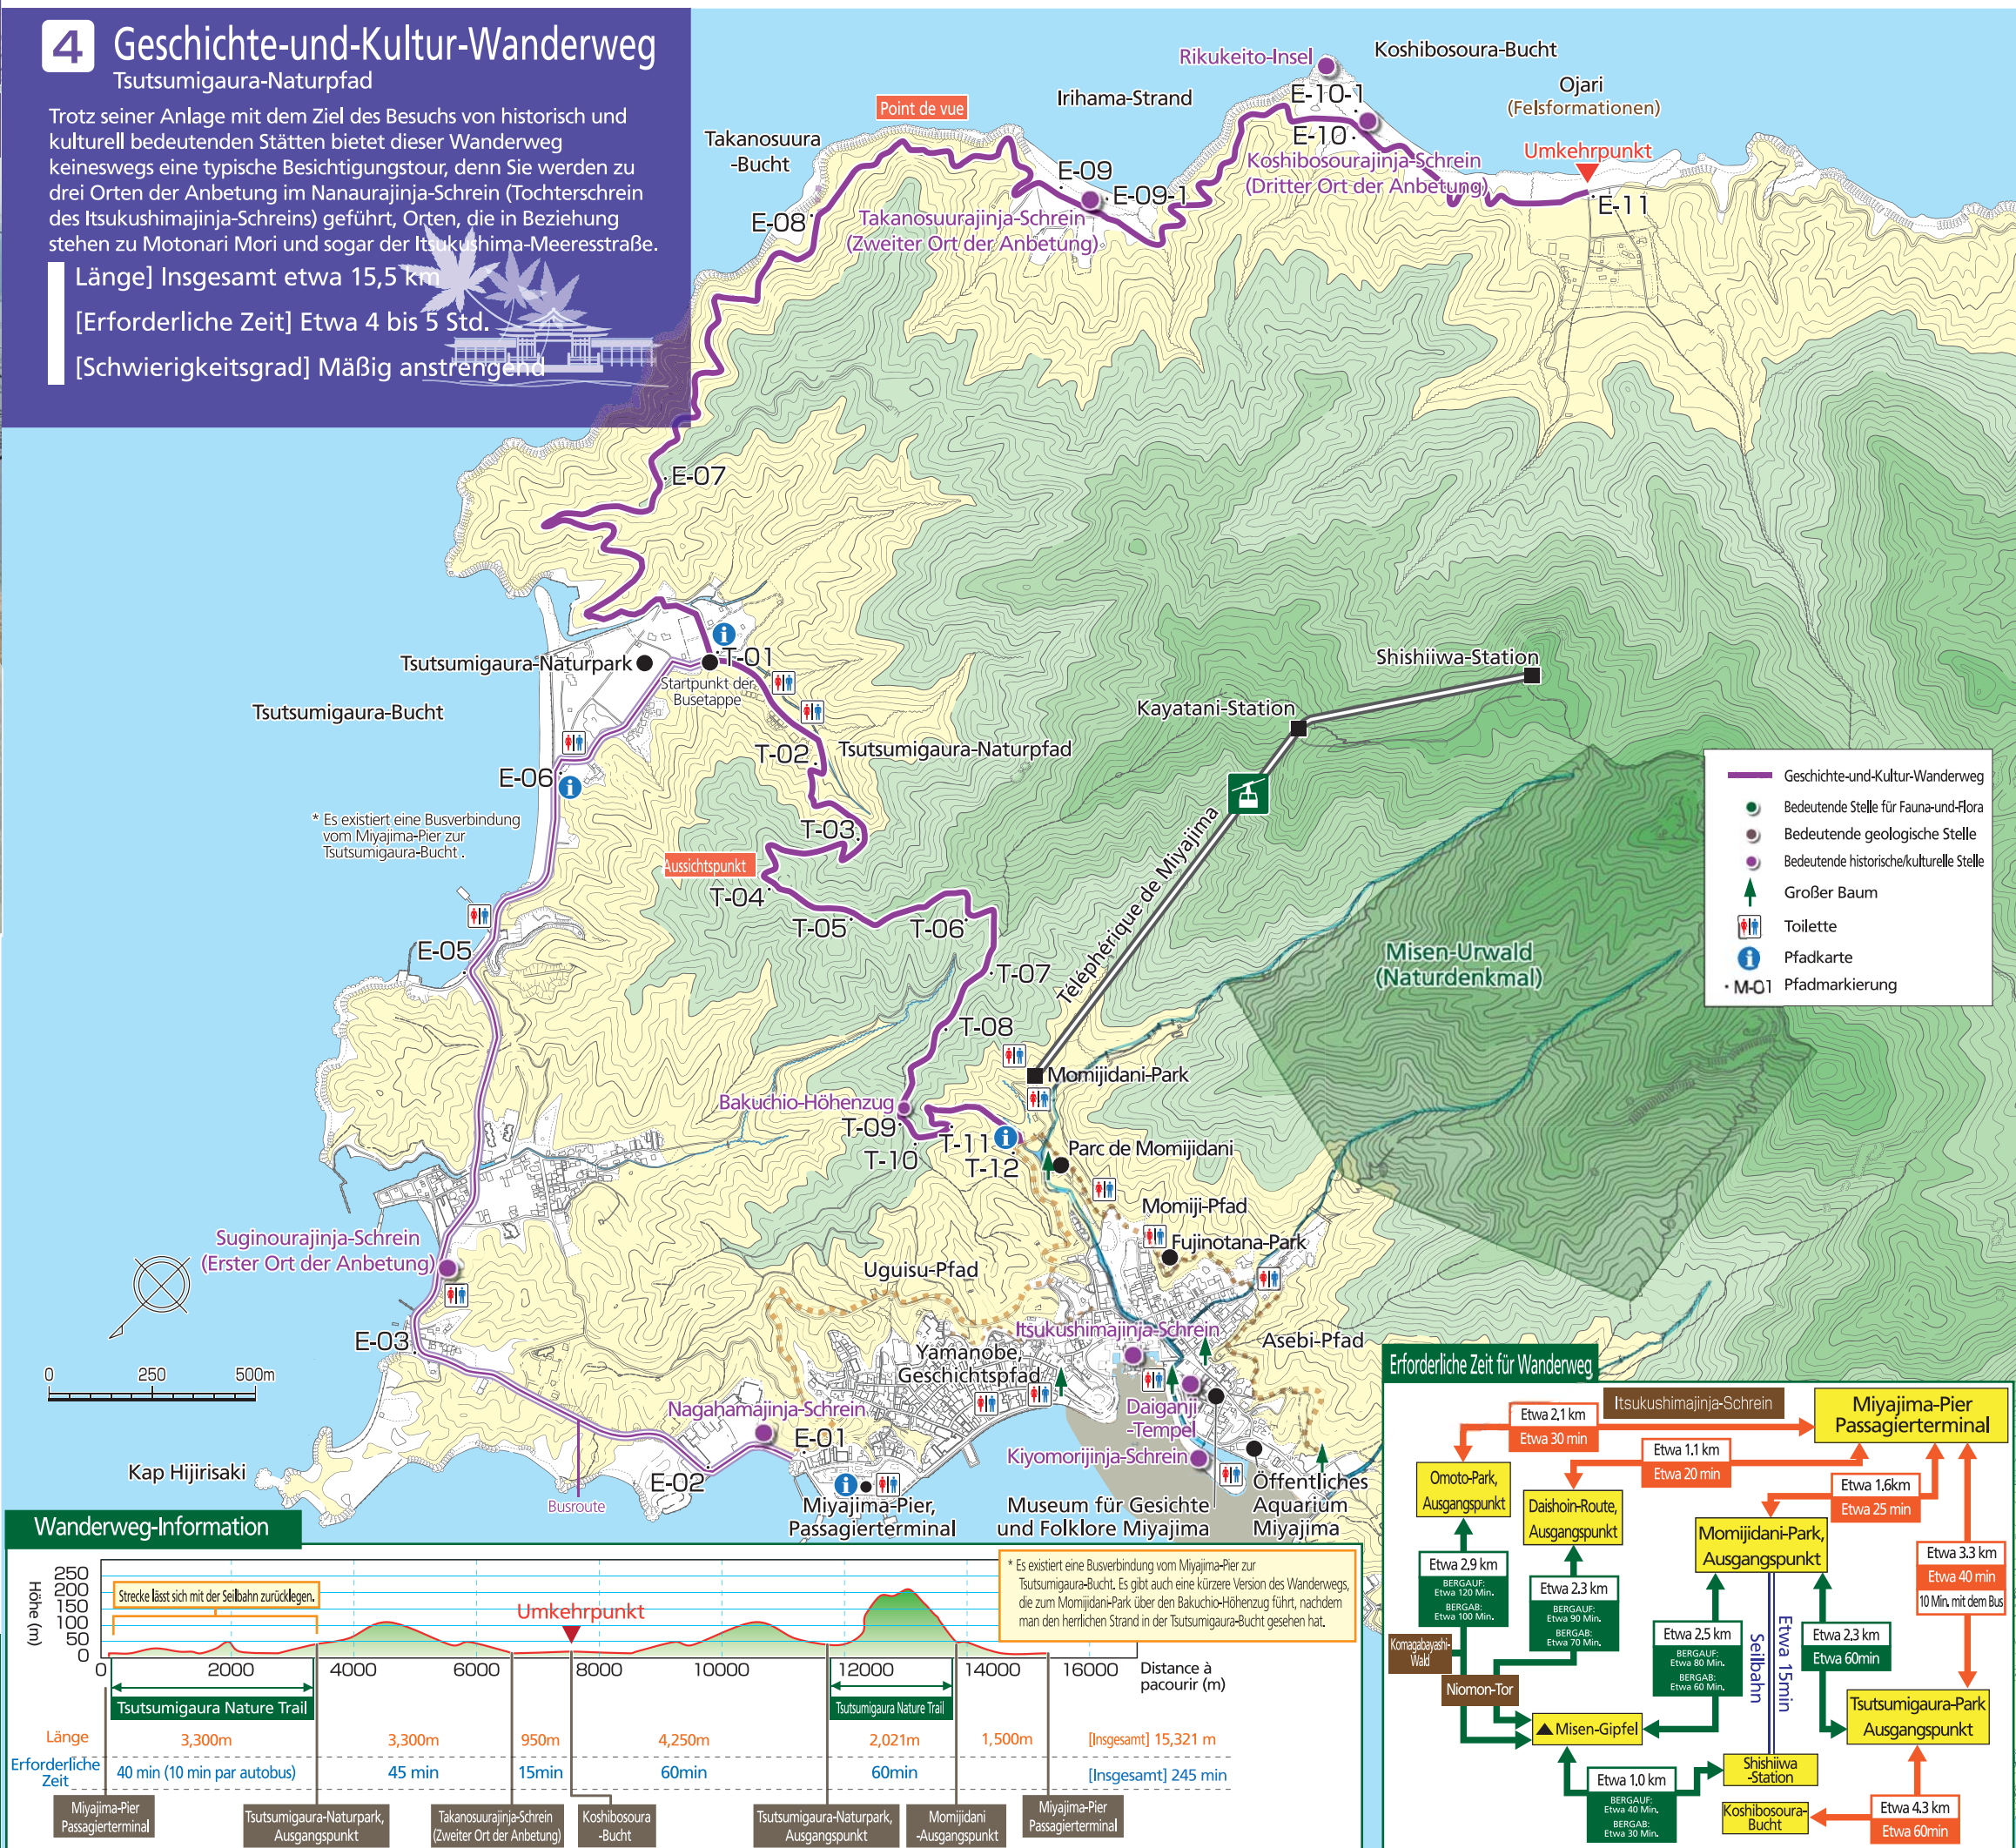 4 Geschichte-und-Kultur-Wanderweg
Tsutsumigaura-Naturpfad
Trotz seiner Anlage mit dem Ziel des Besuchs von historisch und
kulturell bedeutenden Stätten bietet dieser Wanderweg
keineswegs eine typische Besichtigungstour, denn Sie werden zu
drei Orten der Anbetung im Nanaurajinja-Schrein (Tochterschrein
des Itsukushimajinja-Schreins) geführt, Orten, die in Beziehung
stehen zu Motonari Mori und sogar der Itsukushima-Meeresstraße.
Länge] Insgesamt etwa 15,5 km
[Erforderliche Zeit] Etwa 4 bis 5 Std.
[Schwierigkeitsgrad] Mäßig anstrengend
Rikukeito-Insel
Koshibosoura-Bucht
Ojari
(Felsformationen)
Irihama-Strand
Point de vue
Takanosuura
-Bucht
E-10-1
E-10
Koshibosourajinja-Schrein
(Dritter Ort der Anbetung)
Umkehrpunkt
E-11
E-09
E-09-1
Takanosuurajinja-Schrein
(Zweiter Ort der Anbetung)
E-08
E-07
Tsutsumigaura-Naturpark
T-01
Startpunkt der
Busetappe
Tsutsumigaura-Bucht
Shishiiwa-Station
Kayatani-Station
T-02
Tsutsumigaura-Naturpfad
E-06
* Es existiert eine Busverbindung
vom Miyajima-Pier zur
Tsutsumigaura-Bucht .
T-03
Aussichtspunkt
T-04
T-05
T-06
T-07
T-08
Téléphérique de Miyajima
E-05
Misen-Urwald
(Naturdenkmal)
Geschichte-und-Kultur-Wanderweg
Bedeutende Stelle für Fauna-und-Flora
Bedeutende geologische Stelle
Bedeutende historische/kulturelle Stelle
Großer Baum
Toilette
Pfadkarte
M-01 Pfadmarkierung
Momijidani-Park
Bakuchio-Höhenzug
T-09
T-10
T-11
T-12
Parc de Momijidani
Momiji-Pfad
Fujinotana-Park
Suginourajinja-Schrein
(Erster Ort der Anbetung)
Uguisu-Pfad
E-03
Itsukushimajinja-Schrein
Asebi-Pfad
Yamanobe,
Geschichtspfad
0 250 500m
Nagahamajinja-Schrein
E-01
Daiganji
-Tempel
Kiyomorijinja-Schrein
Kap Hijirisaki
E-02
Busroute
Miyajima-Pier,
Passagierterminal
Museum für Gesichte
und Folklore Miyajima
Öffentliches
Aquarium
Miyajima
Wanderweg-Information
Höhe (m)
250
200
150
100
50
0
Strecke lässt sich mit der Seilbahn zurücklegen.
Umkehrpunkt
* Es existiert eine Busverbindung vom Miyajima-Pier zur
Tsutsumigaura-Bucht. Es gibt auch eine kürzere Version des Wanderwegs,
die zum Momijidani-Park über den Bakuchio-Höhenzug führt, nachdem
man den herrlichen Strand in der Tsutsumigaura-Bucht gesehen hat.
0 2000 4000 6000 8000 10000 12000 14000 16000
Distance à
pacourir (m)
Tsutsumigaura Nature Trail
Tsutsumigaura Nature Trail
Länge 3,300m 3,300m 950m 4,250m 2,021m 1,500m [Insgesamt] 15,321 m
Erforderliche
Zeit
40 min (10 min par autobus) 45 min 15min 60min 60min [Insgesamt] 245 min
Miyajima-Pier
Passagierterminal
Tsutsumigaura-Naturpark,
Ausgangspunkt
Takanosuurajinja-Schrein
(Zweiter Ort der Anbetung)
Koshibosoura
-Bucht
Tsutsumigaura-Naturpark,
Ausgangspunkt
Momijidani
-Ausgangspunkt
Miyajima-Pier
Passagierterminal
Erforderliche Zeit für Wanderweg
Itsukushimajinja-Schrein
Miyajima-Pier
Passagierterminal
Etwa 2,1 km
Etwa 30 min
Etwa 1.1 km
Etwa 20 min
Etwa 1.6km
Etwa 25 min
Omoto-Park,
Ausgangspunkt
Daishoin-Route,
Ausgangspunkt
Momijidani-Park,
Ausgangspunkt
Etwa 3.3 km
Etwa 40 min
10 Min. mit dem Bus
Etwa 2.9 km
BERGAUF:
Etwa 120 Min.
BERGAB:
Etwa 100 Min.
Etwa 2.3 km
BERGAUF:
Etwa 90 Min.
BERGAB:
Etwa 70 Min.
Etwa 2,5 km
BERGAUF:
Etwa 80 Min.
BERGAB:
Etwa 60 Min.
Etwa 15min
Seilbahn
Etwa 2,3 km
Etwa 60min
Komagabayashi-
Wald
Niomon-Tor
Misen-Gipfel
Tsutsumigaura-Park
Ausgangspunkt
Etwa 1,0 km
BERGAUF:
Etwa 40 Min.
BERGAB:
Etwa 30 Min.
Shishiiwa
-Station
Koshibosoura-
Bucht
Etwa 4.3 km
Etwa 60min